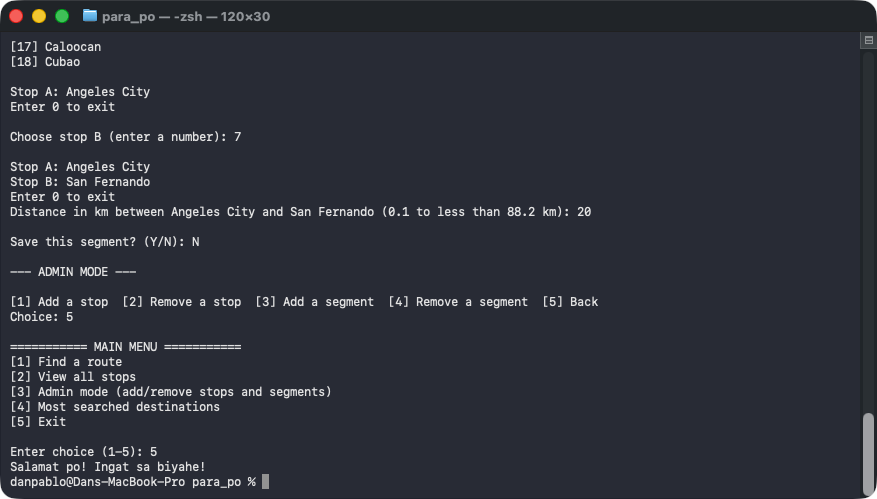 para_po — -zsh — 120×30
[17] Caloocan
[18] Cubao
Stop A: Angeles City
Enter 0 to exit
Choose stop B (enter a number): 7
Stop A: Angeles City
Stop B: San Fernando
Enter 0 to exit
Distance in km between Angeles City and San Fernando (0.1 to less than 88.2 km): 20
Save this segment? (Y/N): N
--- ADMIN MODE ---
[1] Add a stop  [2] Remove a stop  [3] Add a segment  [4] Remove a segment  [5] Back
Choice: 5
=========== MAIN MENU ===========
[1] Find a route
[2] View all stops
[3] Admin mode (add/remove stops and segments)
[4] Most searched destinations
[5] Exit
Enter choice (1-5): 5
Salamat po! Ingat sa biyahe!
danpablo@Dans-MacBook-Pro para_po %